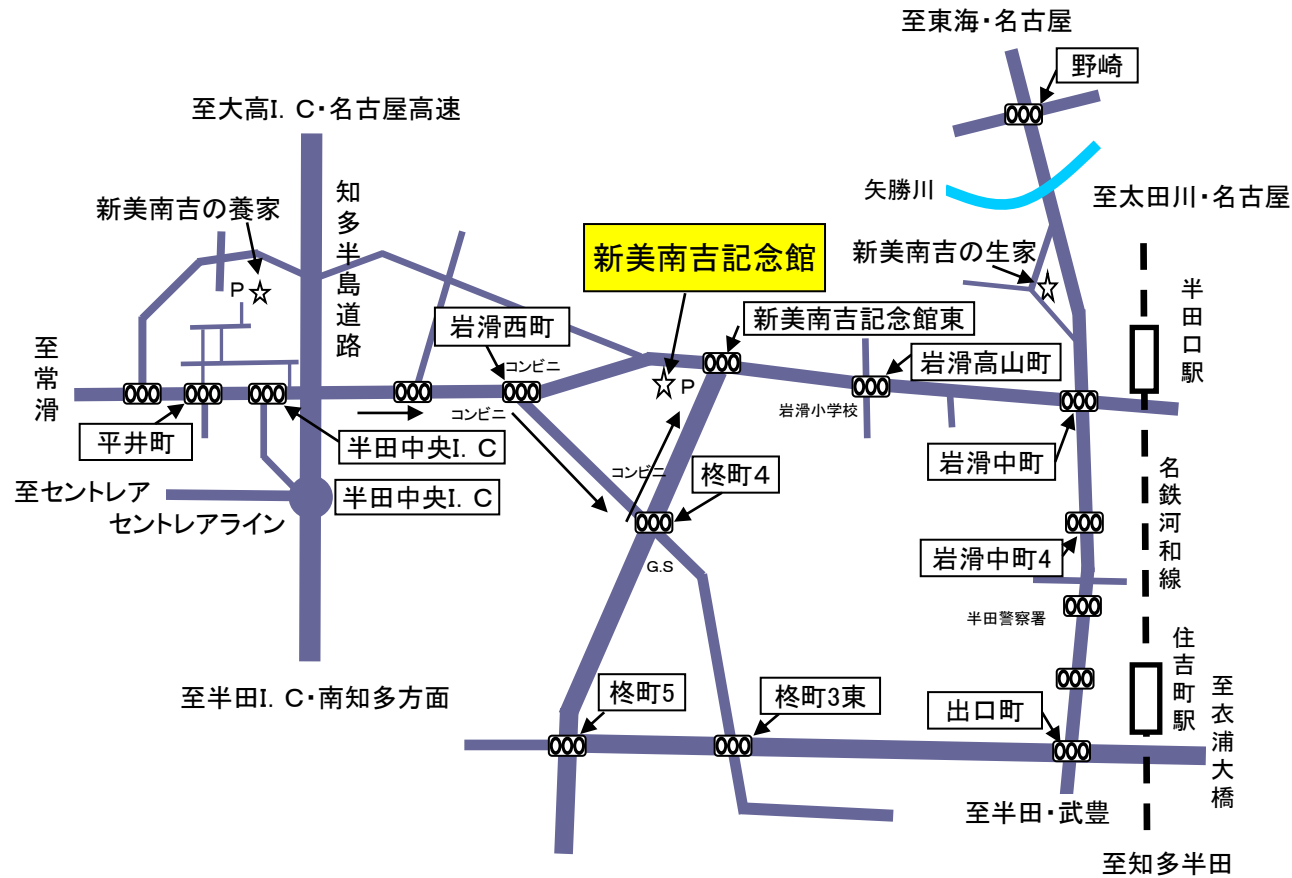 至東海・名古屋
野崎
至大高I. C・名古屋高速
知多半島道路
矢勝川
至太田川・名古屋
新美南吉の養家
新美南吉記念館
新美南吉の生家
P
半田口駅
岩滑西町
新美南吉記念館東
至常滑
コンビニ
岩滑高山町
P
コンビニ
岩滑小学校
平井町
半田中央I. C
岩滑中町
名鉄河和線
コンビニ
柊町4
至セントレア
半田中央I. C
セントレアライン
岩滑中町4
G.S
半田警察署
住吉町駅
至半田I. C・南知多方面
柊町5
柊町3東
出口町
至衣浦大橋
至半田・武豊
至知多半田